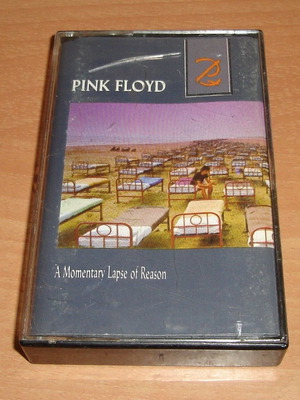 PINK FLOYD
A Momentary Lapse of Reason